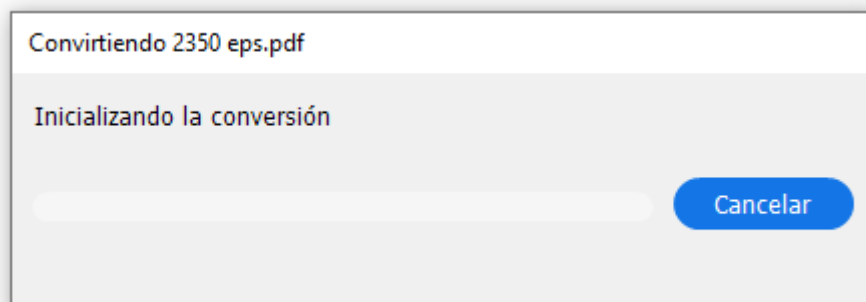 Convirtiendo 2350 eps.pdf
Inicializando la conversión
Cancelar